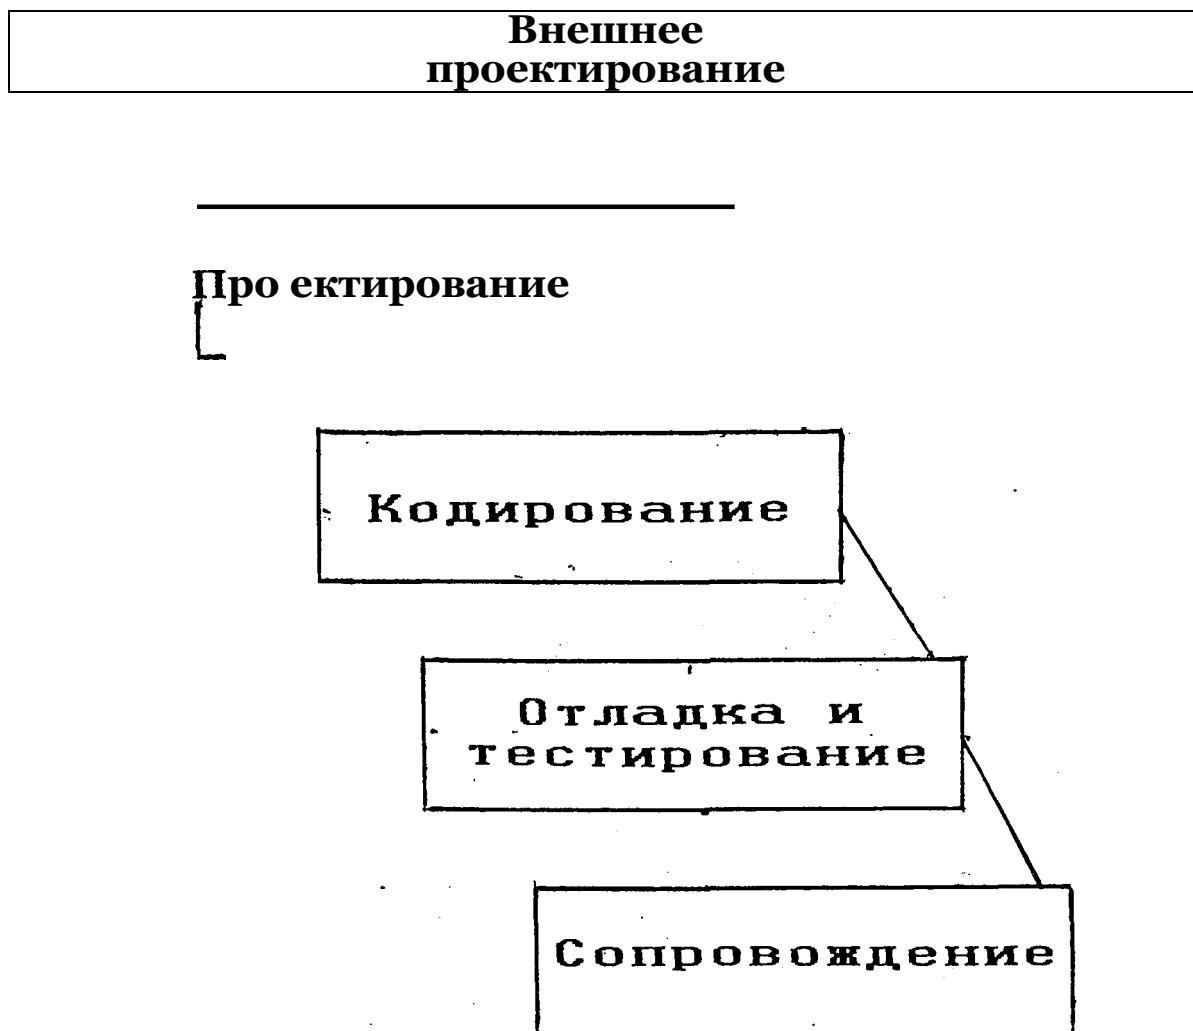 Внешнее
проектирование
Про ектирование
Кодирование
Отладка и
тестирование
Сопровождение